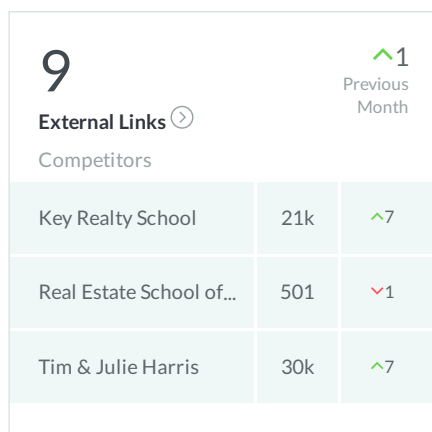 9
1
Previous
Month
External Links
Competitors
Key Realty School 21k 7
Real Estate School of... 501 1
Tim & Julie Harris 30k 7